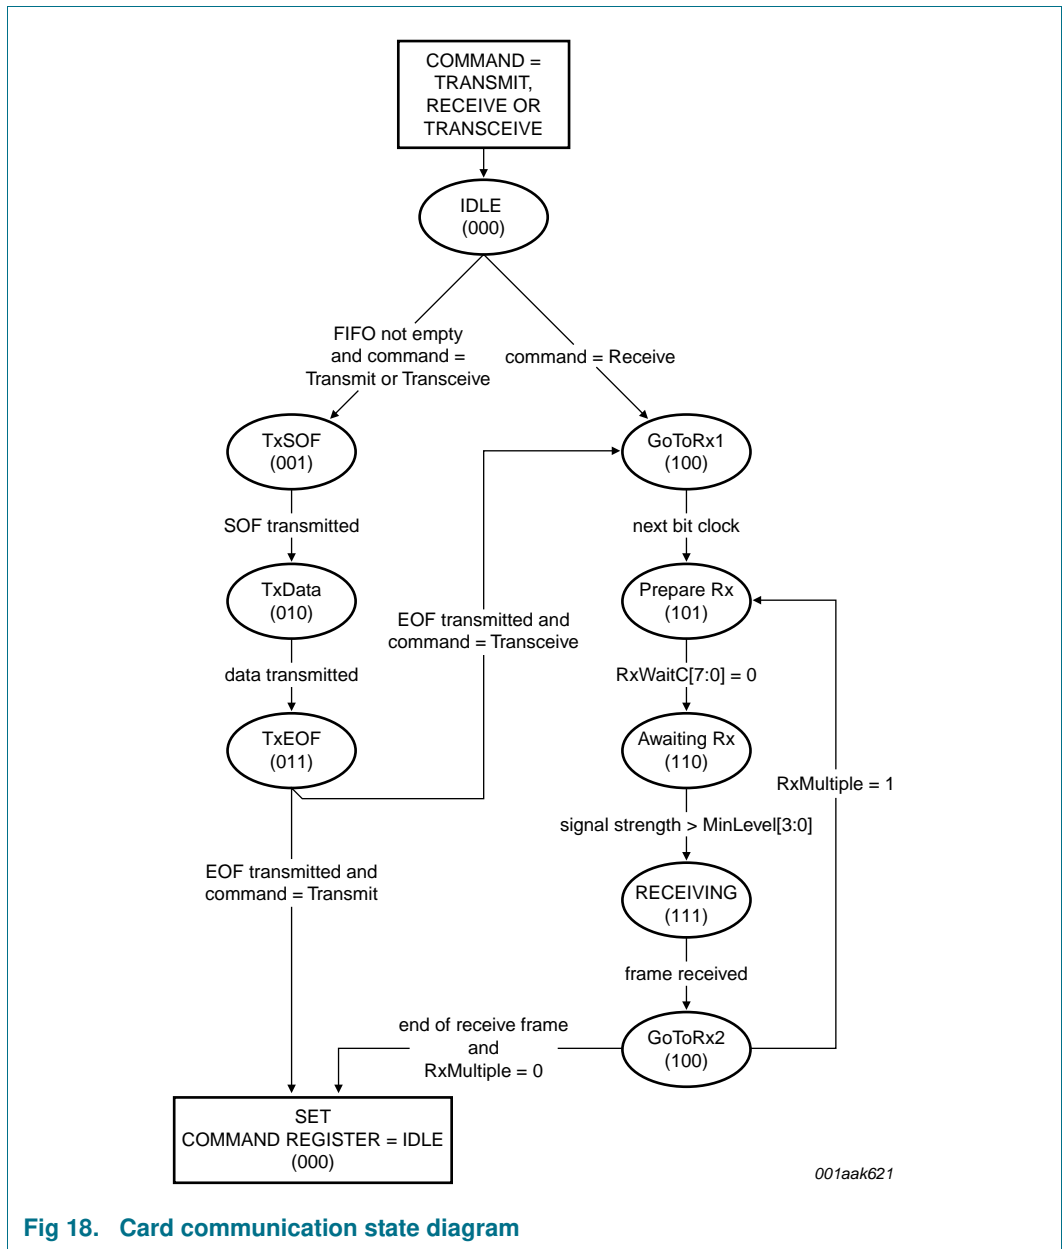 COMMAND =
TRANSMIT,
RECEIVE OR
TRANSCEIVE
IDLE
(000)
FIFO not empty
and command =
Transmit or Transceive
command = Receive
TxSOF
(001)
GoToRx1
(100)
SOF transmitted
next bit clock
TxData
(010)
Prepare Rx
(101)
EOF transmitted and
command = Transceive
data transmitted
RxWaitC[7:0] = 0
TxEOF
(011)
Awaiting Rx
(110)
RxMultiple = 1
signal strength > MinLevel[3:0]
EOF transmitted and
command = Transmit
RECEIVING
(111)
frame received
end of receive frame
and
RxMultiple = 0
GoToRx2
(100)
SET
COMMAND REGISTER = IDLE
(000)
001aak621
Fig 18. Card communication state diagram